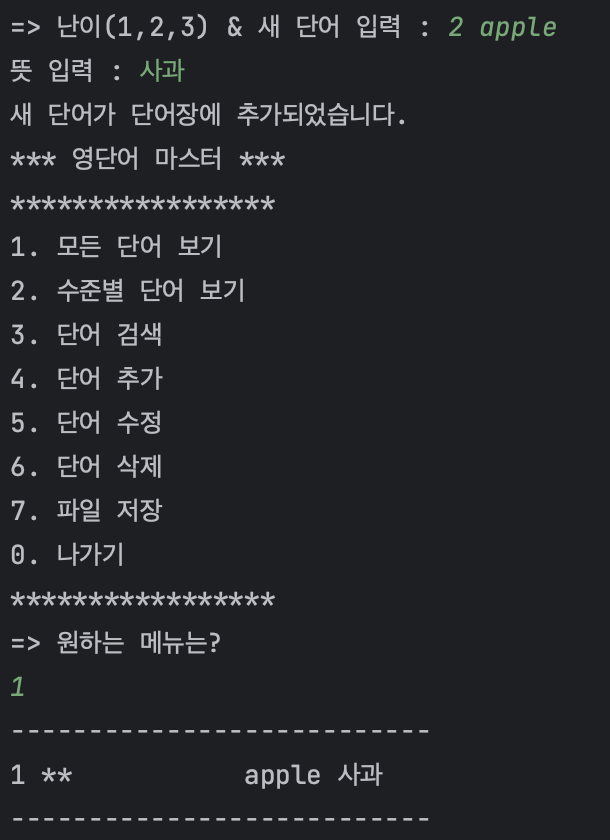 => 난이(1,2,3) & 새 단어 입력 : 2 apple
뜻 입력 : 사과
새 단어가 단어장에 추가되었습니다.
*** 영단어 마스터 ***
*****************
1. 모든 단어 보기
2. 수준별 단어 보기
3. 단어 검색
4. 단어 추가
5. 단어 수정
6. 단어 삭제
7. 파일 저장
0. 나가기
*****************
=> 원하는 메뉴는?
1
---------------------------
1 **           apple 사과
---------------------------